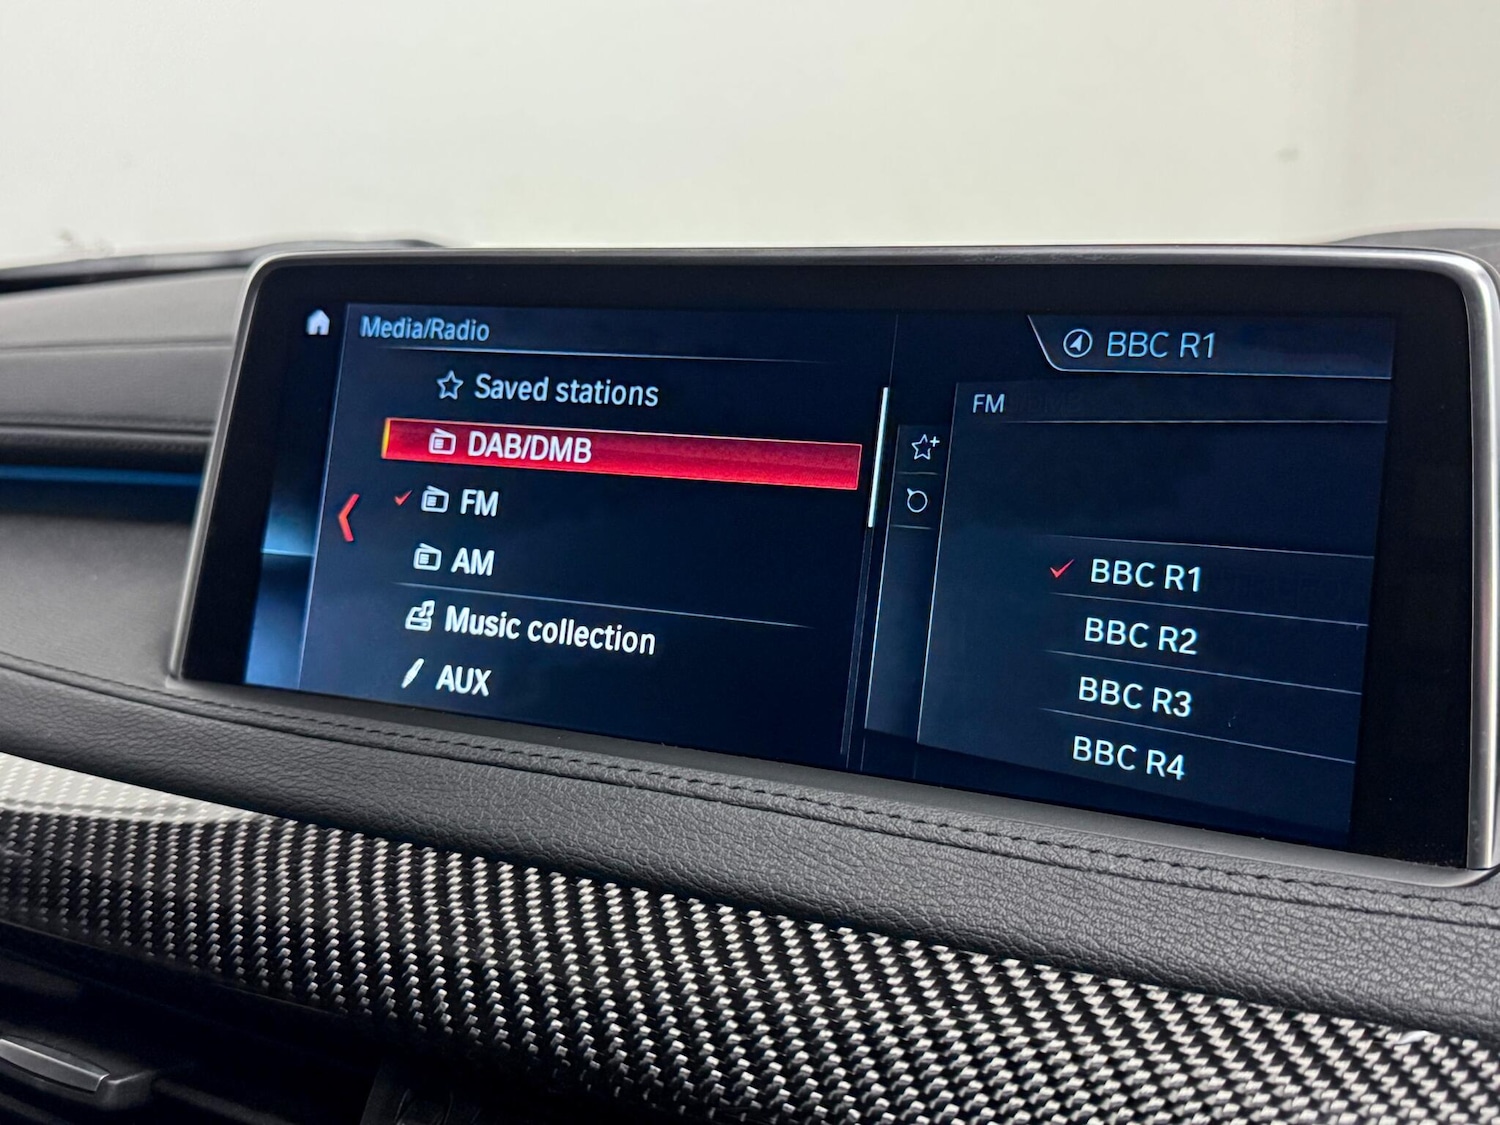 Media/Radio
Saved stations
DAB/DMB
FM
AM
Music collection
AUX
BBC R1
FM
BBC R1
BBC R2
BBC R3
BBC R4